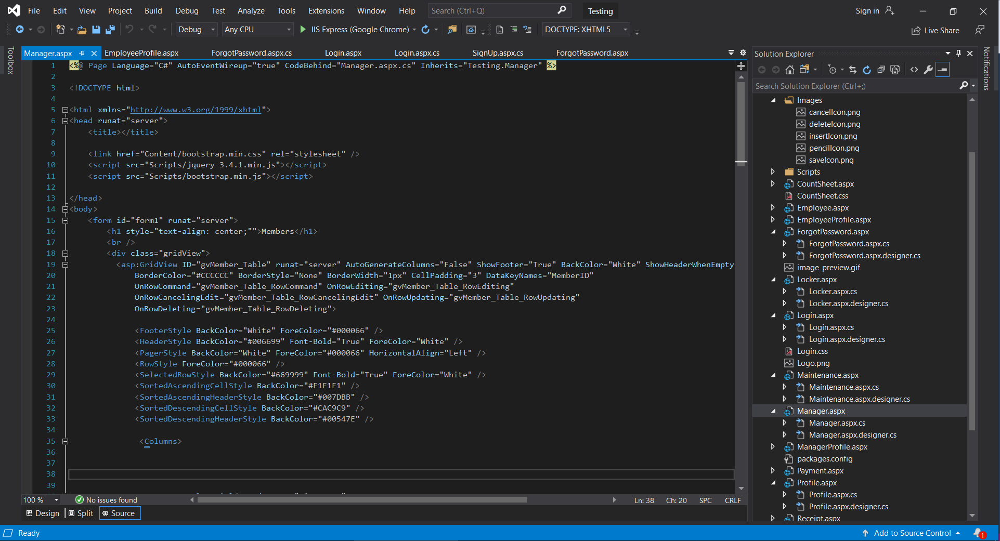 File Edit View Project Build Debug Test Analyze Tools Extensions Window Help Search (Ctrl+Q) Testing Sign in
Debug Any CPU IIS Express (Google Chrome) DOCTYPE: XHTML5 Live Share
Toolbox
Manager.aspx EmployeeProfile.aspx ForgotPassword.aspx.cs Login.aspx Login.aspx.cs SignUp.aspx.cs ForgotPassword.aspx
1 <%@ Page Language="C#" AutoEventWireup="true" CodeBehind="Manager.aspx.cs" Inherits="Testing.Manager" %>
2
3 <!DOCTYPE html>
4
5 <html xmlns="http://www.w3.org/1999/xhtml">
6 <head runat="server">
7 <title></title>
8
9 <link href="Content/bootstrap.min.css" rel="stylesheet" />
10 <script src="Scripts/jquery-3.4.1.min.js"></script>
11 <script src="Scripts/bootstrap.min.js"></script>
12
13 </head>
14 <body>
15 <form id="form1" runat="server">
16 <h1 style="text-align: center;"">Members</h1>
17 <br />
18 <div class="gridView">
19 <asp:GridView ID="gvMember_Table" runat="server" AutoGenerateColumns="False" ShowFooter="True" BackColor="White" ShowHeaderWhenEmpty
20 BorderColor="#CCCCCC" BorderStyle="None" BorderWidth="1px" CellPadding="3" DataKeyNames="MemberID"
21 OnRowCommand="gvMember_Table_RowCommand" OnRowEditing="gvMember_Table_RowEditing"
22 OnRowCancelingEdit="gvMember_Table_RowCancelingEdit" OnRowUpdating="gvMember_Table_RowUpdating"
23 OnRowDeleting="gvMember_Table_RowDeleting">
24
25 <FooterStyle BackColor="White" ForeColor="#000066" />
26 <HeaderStyle BackColor="#006699" Font-Bold="True" ForeColor="White" />
27 <PagerStyle BackColor="White" ForeColor="#000066" HorizontalAlign="Left" />
28 <RowStyle ForeColor="#000066" />
29 <SelectedRowStyle BackColor="#669999" Font-Bold="True" ForeColor="White" />
30 <SortedAscendingCellStyle BackColor="#F1F1F1" />
31 <SortedAscendingHeaderStyle BackColor="#007DBB" />
32 <SortedDescendingCellStyle BackColor="#CAC9C9" />
33 <SortedDescendingHeaderStyle BackColor="#00547E" />
34
35 <Columns>
36
37
38
39
100 % No issues found Ln: 38 Ch: 20 SPC CRLF
Design Split Source
Solution Explorer
Search Solution Explorer (Ctrl+;)
Images
cancelIcon.png
deleteIcon.png
insertIcon.png
pencilIcon.png
saveIcon.png
Scripts
CountSheet.aspx
CountSheet.css
Employee.aspx
EmployeeProfile.aspx
ForgotPassword.aspx
ForgotPassword.aspx.cs
ForgotPassword.aspx.designer.cs
image_preview.gif
Locker.aspx
Locker.aspx.cs
Locker.aspx.designer.cs
Login.aspx
Login.aspx.cs
Login.aspx.designer.cs
Login.css
Logo.png
Maintenance.aspx
Maintenance.aspx.cs
Maintenance.aspx.designer.cs
Manager.aspx
Manager.aspx.cs
Manager.aspx.designer.cs
ManagerProfile.aspx
packages.config
Payment.aspx
Profile.aspx
Profile.aspx.cs
Profile.aspx.designer.cs
Receipt.aspx
Notifications
Ready Add to Source Control 1